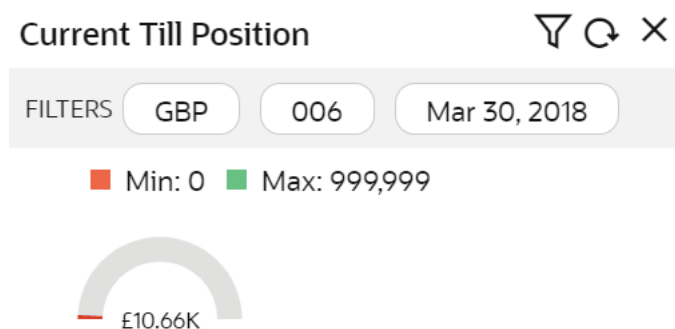 Current Till Position
FILTERS GBP 006 Mar 30, 2018
Min: 0 Max: 999,999
£10.66K